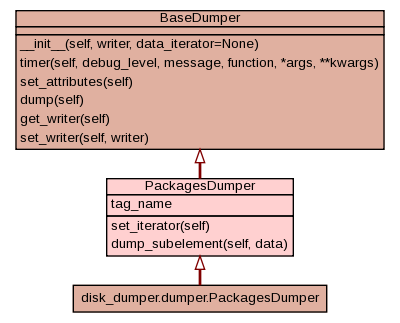 BaseDumper
__init__(self, writer, data_iterator=None)
timer(self, debug_level, message, function, *args, **kwargs)
set_attributes(self)
dump(self)
get_writer(self)
set_writer(self, writer)
PackagesDumper
tag_name
set_iterator(self)
dump_subelement(self, data)
disk_dumper.dumper.PackagesDumper